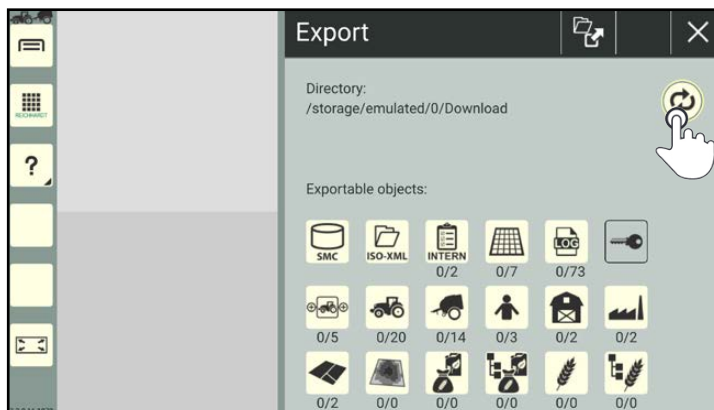 Export
Directory:
/storage/emulated/0/Download
REICHHARDT
?
Exportable objects:
SMC
ISO-XML
INTERN
LOG
0/2
0/7
0/73
0/5
0/20
0/14
0/3
0/2
0/2
0/2
0/0
0/0
0/0
0/0
0/0